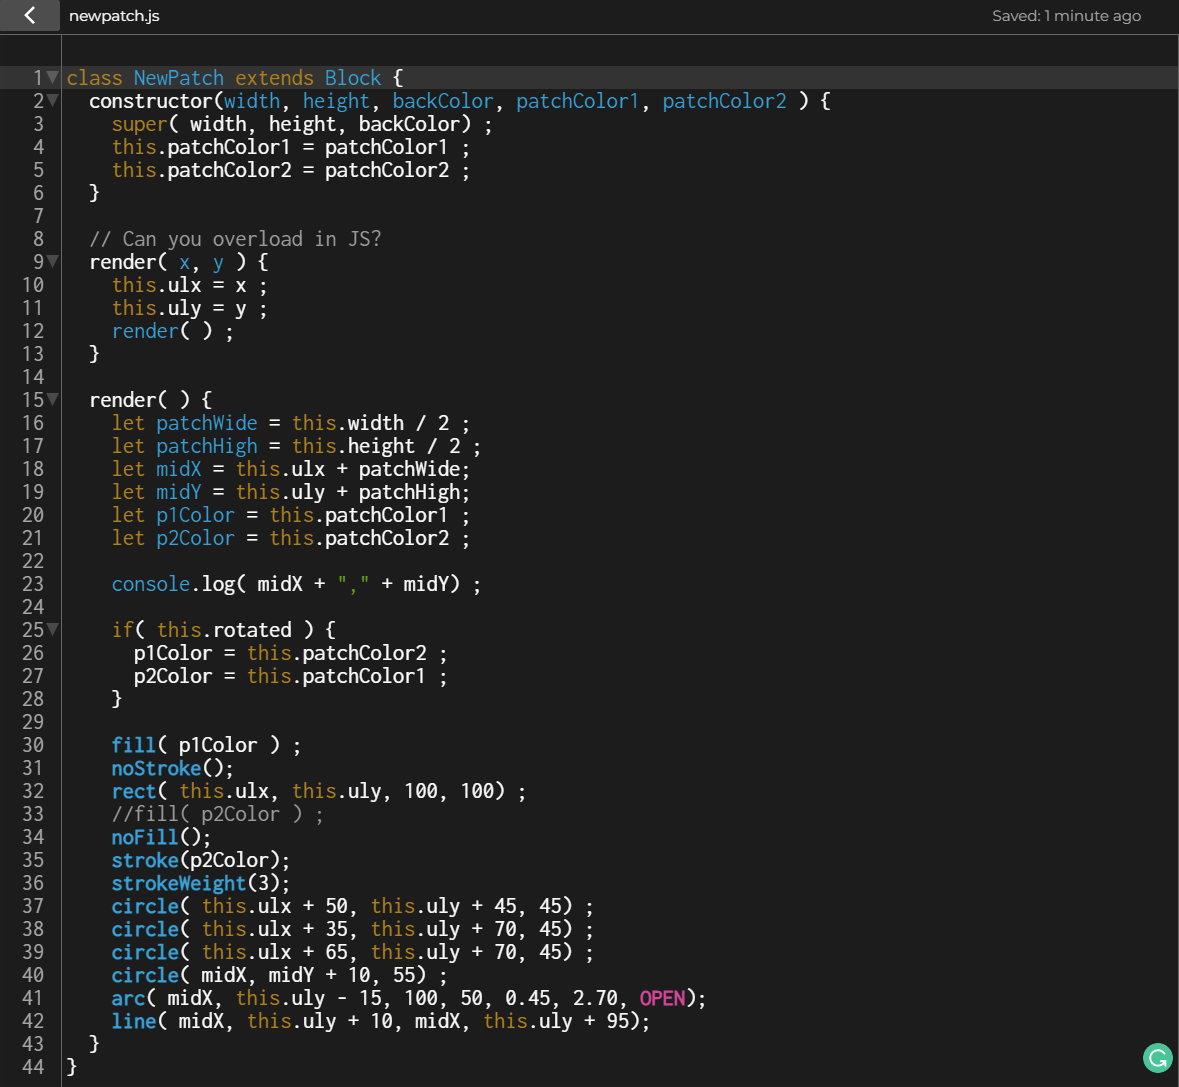 newpatch.js
Saved: 1 minute ago
1 class NewPatch extends Block {
2   constructor(width, height, backColor, patchColor1, patchColor2 ) {
3     super( width, height, backColor) ;
4     this.patchColor1 = patchColor1 ;
5     this.patchColor2 = patchColor2 ;
6   }
7
8   // Can you overload in JS?
9   render( x, y ) {
10     this.ulx = x ;
11     this.uly = y ;
12     render( ) ;
13   }
14
15   render( ) {
16     let patchWide = this.width / 2 ;
17     let patchHigh = this.height / 2 ;
18     let midX = this.ulx + patchWide;
19     let midY = this.uly + patchHigh;
20     let p1Color = this.patchColor1 ;
21     let p2Color = this.patchColor2 ;
22
23     console.log( midX + "," + midY) ;
24
25     if( this.rotated ) {
26       p1Color = this.patchColor2 ;
27       p2Color = this.patchColor1 ;
28     }
29
30     fill( p1Color ) ;
31     noStroke();
32     rect( this.ulx, this.uly, 100, 100) ;
33     //fill( p2Color ) ;
34     noFill();
35     stroke(p2Color);
36     strokeWeight(3);
37     circle( this.ulx + 50, this.uly + 45, 45) ;
38     circle( this.ulx + 35, this.uly + 70, 45) ;
39     circle( this.ulx + 65, this.uly + 70, 45) ;
40     circle( midX, midY + 10, 55) ;
41     arc( midX, this.uly - 15, 100, 50, 0.45, 2.70, OPEN);
42     line( midX, this.uly + 10, midX, this.uly + 95);
43   }
44 }